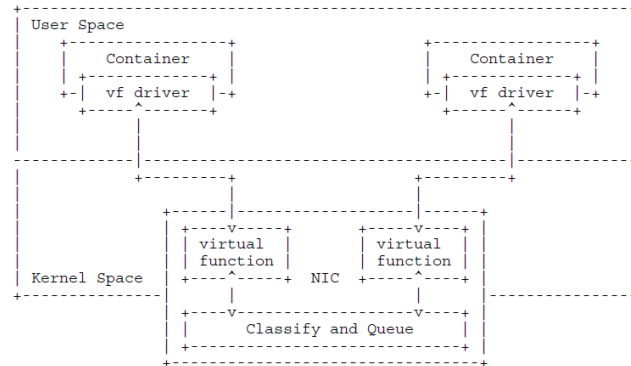 User Space
Container Container
vf driver vf driver
virtual virtual
function function
Kernel Space NIC
Classify and Queue